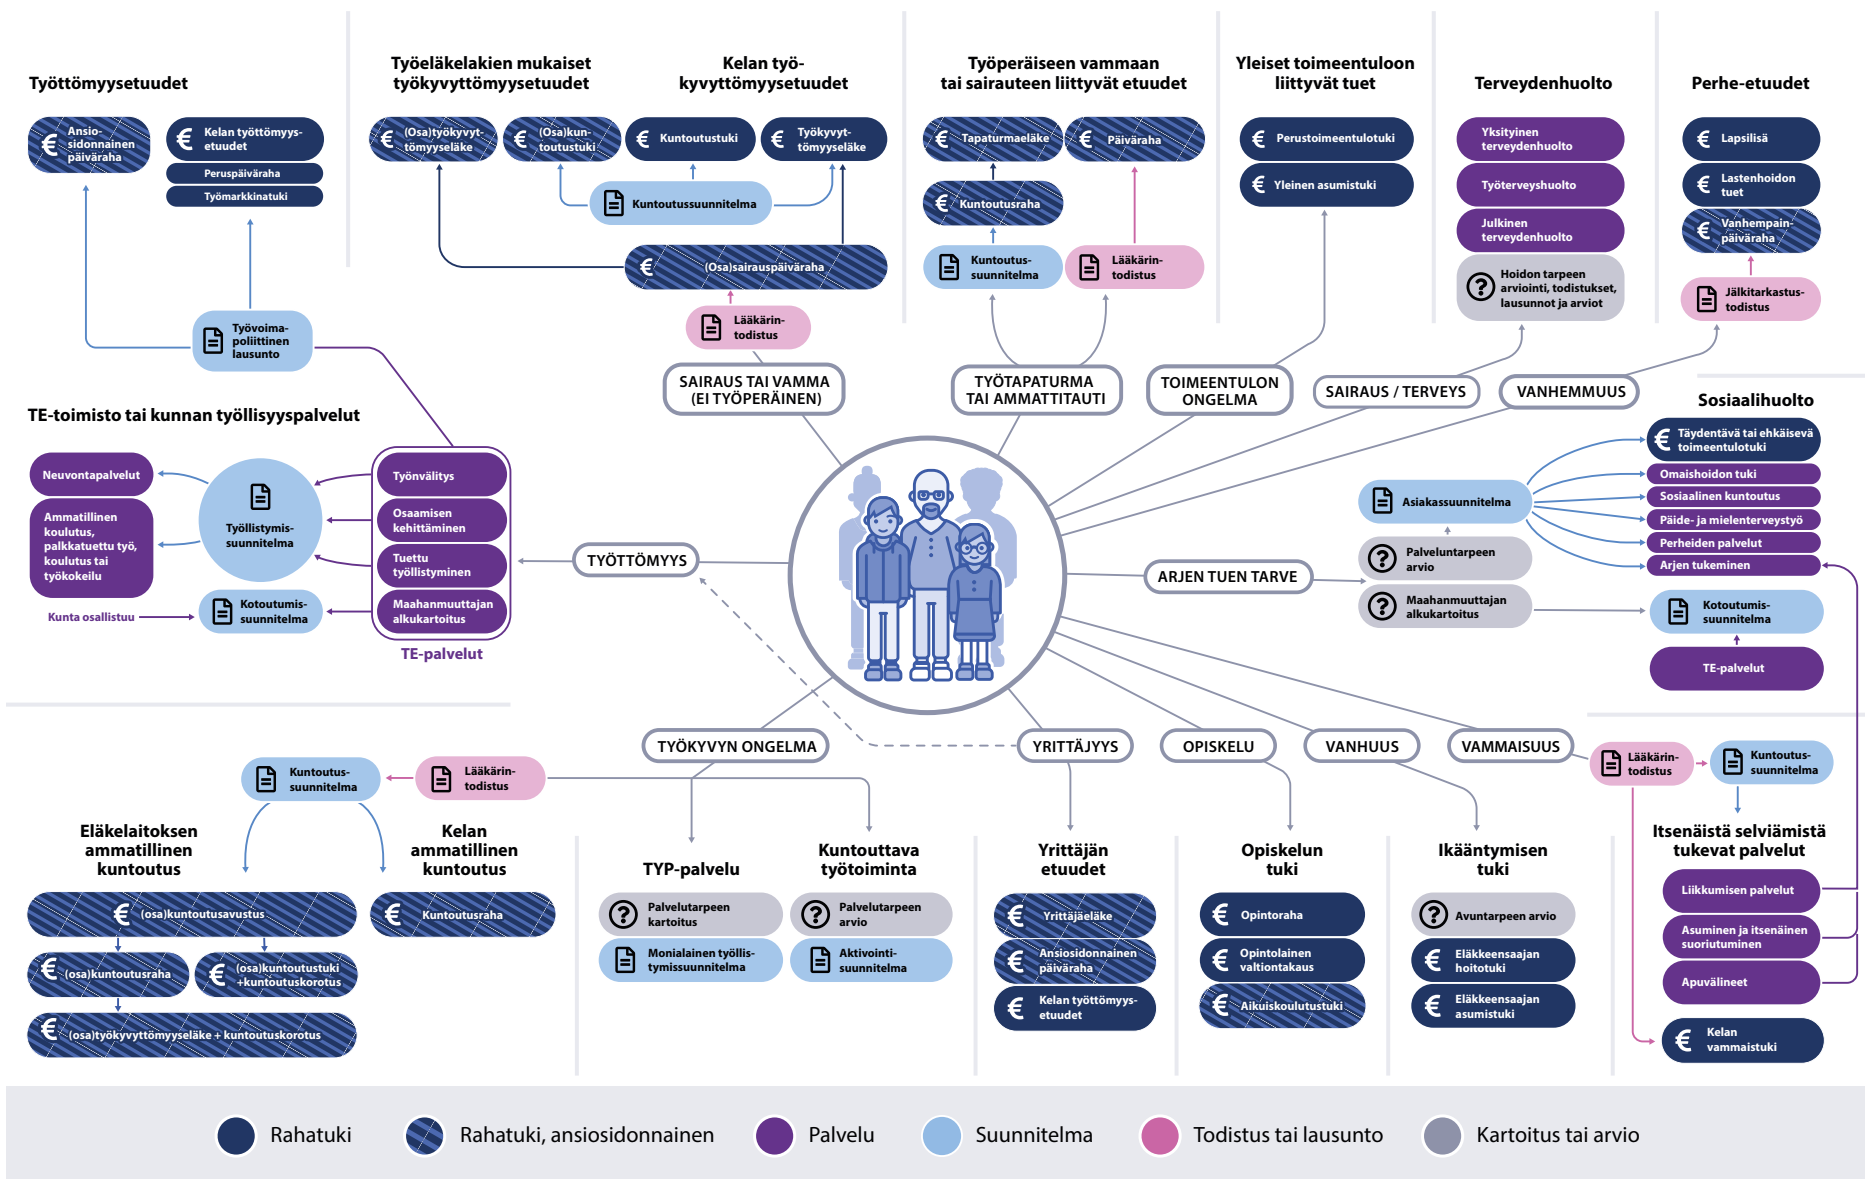 Työttömyysetuudet
Ansio-
sidonnainen
päiväraha
Kelan työttömyys-
etuudet
Peruspäiväraha
Työmarkkinatuki
Työvoima-
poliittinen
lausunto
Työeläkelakien mukaiset
työkyvyttömyysetuudet
Kelan työ-
kyvyttömyysetuudet
(Osa)työkyvyt-
tömyyseläke
(Osa)kun-
toutustuki
Kuntoutustuki
Työkyvyt-
tömyyseläke
Kuntoutussuunnitelma
(Osa)sairauspäiväraha
Lääkärin-
todistus
SAIRAUS TAI VAMMA
(EI TYÖPERÄINEN)
Työperäiseen vammaan
tai sairauteen liittyvät etuudet
Tapaturmaeläke
Päiväraha
Kuntoutusraha
Kuntoutus-
suunnitelma
Lääkärin-
todistus
TYÖTAPATURMA
TAI AMMATTITAUTI
Yleiset toimeentuloon
liittyvät tuet
Perustoimeentulotuki
Yleinen asumistuki
TOIMEENTULON
ONGELMA
Terveydenhuolto
Yksityinen
terveydenhuolto
Työterveyshuolto
Julkinen
terveydenhuolto
Hoidon tarpeen
arviointi, todistukset,
lausunnot ja arviot
SAIRAUS / TERVEYS
Perhe-etuudet
Lapsilisä
Lastenhoidon
tuet
Vanhempain-
päiväraha
Jälkitarkastus-
todistus
VANHEMMUUS
TE-toimisto tai kunnan työllisyyspalvelut
Neuvontapalvelut
Ammatillinen
koulutus,
palkkatuettu työ,
koulutus tai
työkokeilu
Työllistymis-
suunnitelma
Työnvälitys
Osaamisen
kehittäminen
Tuettu
työllistyminen
Maahanmuuttajan
alkukartoitus
Kunta osallistuu
Kotoutumis-
suunnitelma
TE-palvelut
TYÖTTÖMYYS
Sosiaalihuolto
Täydentävä tai ehkäisevä
toimeentulotuki
Omaishoidon tuki
Sosiaalinen kuntoutus
Päide- ja mielenterveystyö
Perheiden palvelut
Arjen tukeminen
Asiakassuunnitelma
Palveluntarpeen
arvio
Maahanmuuttajan
alkukartoitus
ARJEN TUEN TARVE
Kotoutumis-
suunnitelma
TE-palvelut
TYÖKYVYN ONGELMA
YRITTÄJYYS
OPISKELU
VANHUUS
VAMMAISUUS
Lääkärin-
todistus
Kuntoutus-
suunnitelma
Kuntoutus-
suunnitelma
Lääkärin-
todistus
Eläkelaitoksen
ammatillinen
kuntoutus
(osa)kuntoutusavustus
(osa)kuntoutusraha
(osa)kuntoutustuki
+kuntoutuskorotus
(osa)työkyvyttömyyseläke + kuntoutuskorotus
Kelan
ammatillinen
kuntoutus
Kuntoutusraha
TYP-palvelu
Palvelutarpeen
kartoitus
Monialainen työllis-
tymissuunnitelma
Kuntouttava
työtoiminta
Palvelutarpeen
arvio
Aktivointi-
suunnitelma
Yrittäjän
etuudet
Yrittäjäeläke
Ansiosidonnainen
päiväraha
Kelan työttömyys-
etuudet
Opiskelun
tuki
Opintoraha
Opintolainan
valtiontakaus
Aikuiskoulutustuki
Ikääntymisen
tuki
Avuntarpeen arvio
Eläkkeensaajan
hoitotuki
Eläkkeensaajan
asumistuki
Itsenäistä selviämistä
tukevat palvelut
Liikkumisen palvelut
Asuminen ja itsenäinen
suoriutuminen
Apuvälineet
Kelan
vammaistuki
Rahatuki
Rahatuki, ansiosidonnainen
Palvelu
Suunnitelma
Todistus tai lausunto
Kartoitus tai arvio